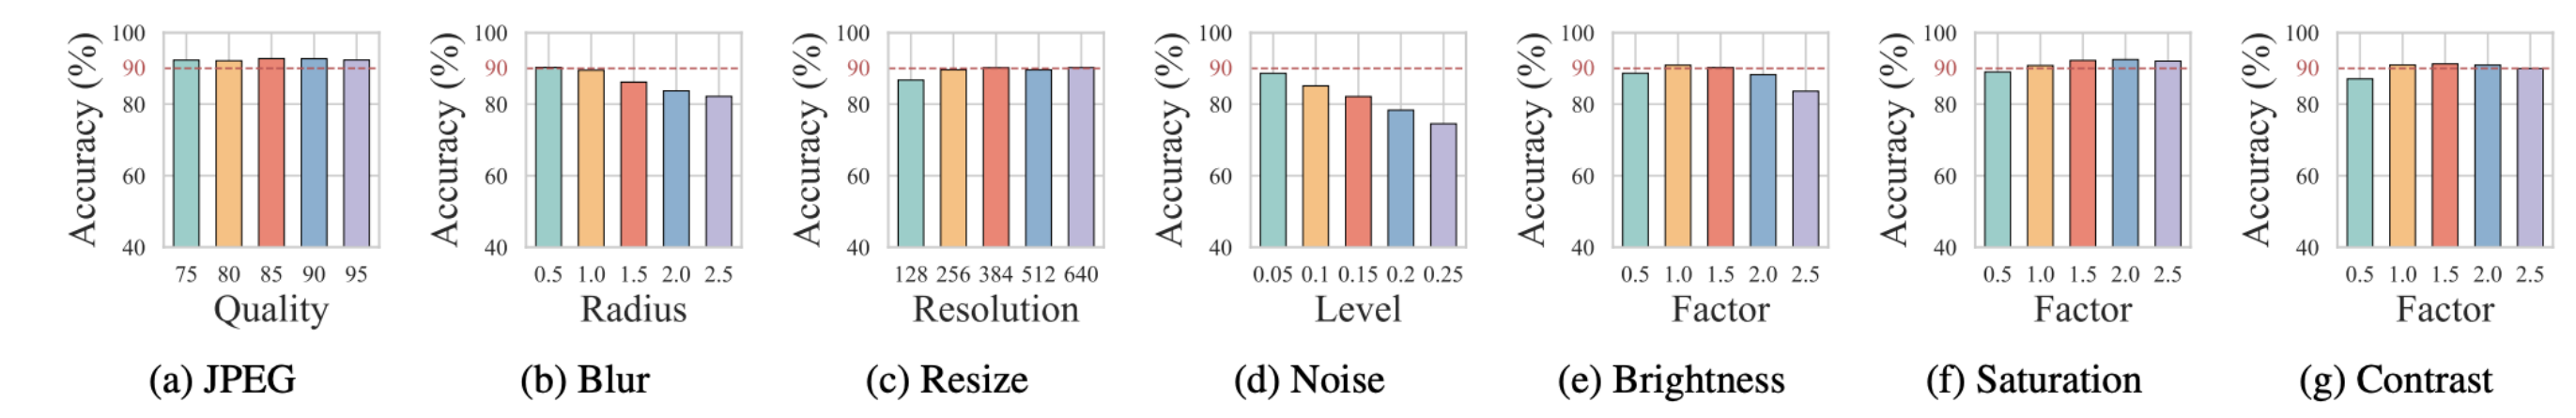 Accuracy (%)
100
90
80
60
40
75 80 85 90 95
Quality
(a) JPEG
Accuracy (%)
100
90
80
60
40
0.5 1.0 1.5 2.0 2.5
Radius
(b) Blur
Accuracy (%)
100
90
80
60
40
128 256 384 512 640
Resolution
(c) Resize
Accuracy (%)
100
90
80
60
40
0.05 0.1 0.15 0.2 0.25
Level
(d) Noise
Accuracy (%)
100
90
80
60
40
0.5 1.0 1.5 2.0 2.5
Factor
(e) Brightness
Accuracy (%)
100
90
80
60
40
0.5 1.0 1.5 2.0 2.5
Factor
(f) Saturation
Accuracy (%)
100
90
80
60
40
0.5 1.0 1.5 2.0 2.5
Factor
(g) Contrast